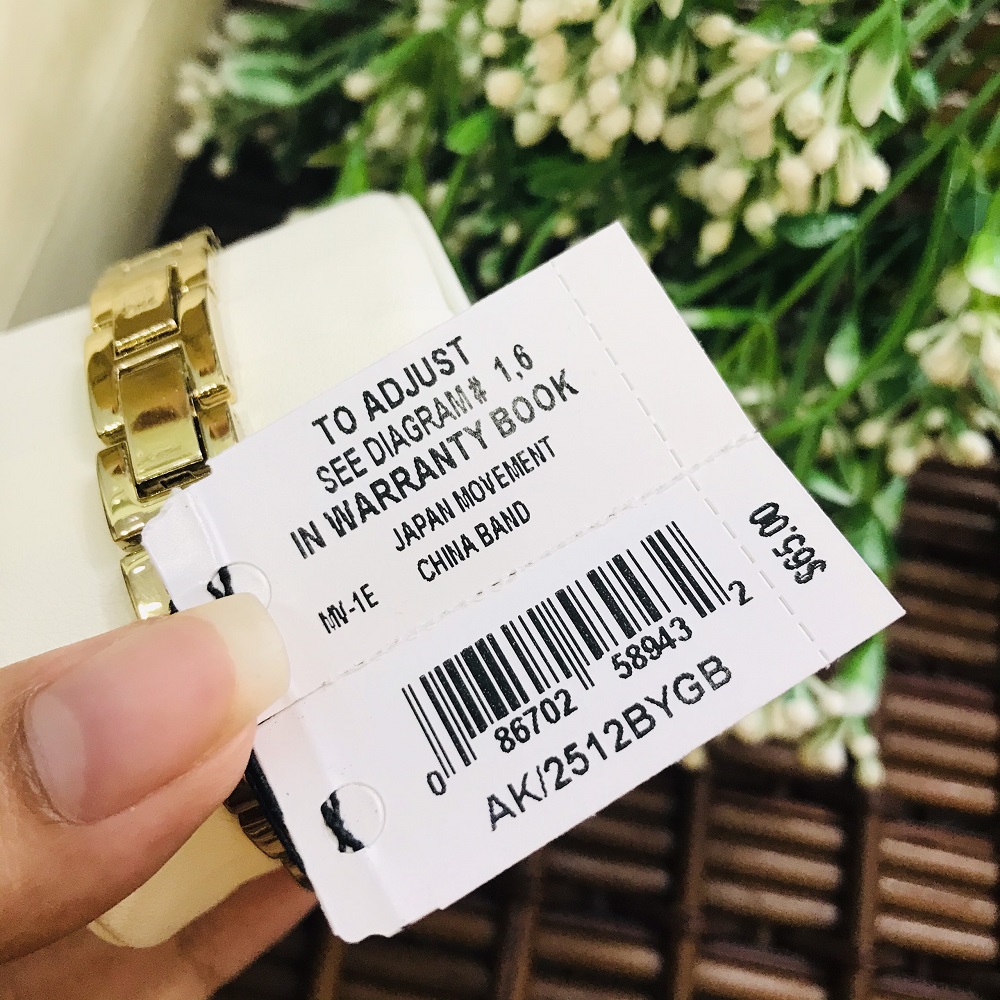 TO ADJUST
SEE DIAGRAM# 1,6
IN WARRANTY BOOK
JAPAN MOVEMENT
CHINA BAND
MV-1E
0 86702 58943 2
AK/2512BYGB
$65.00